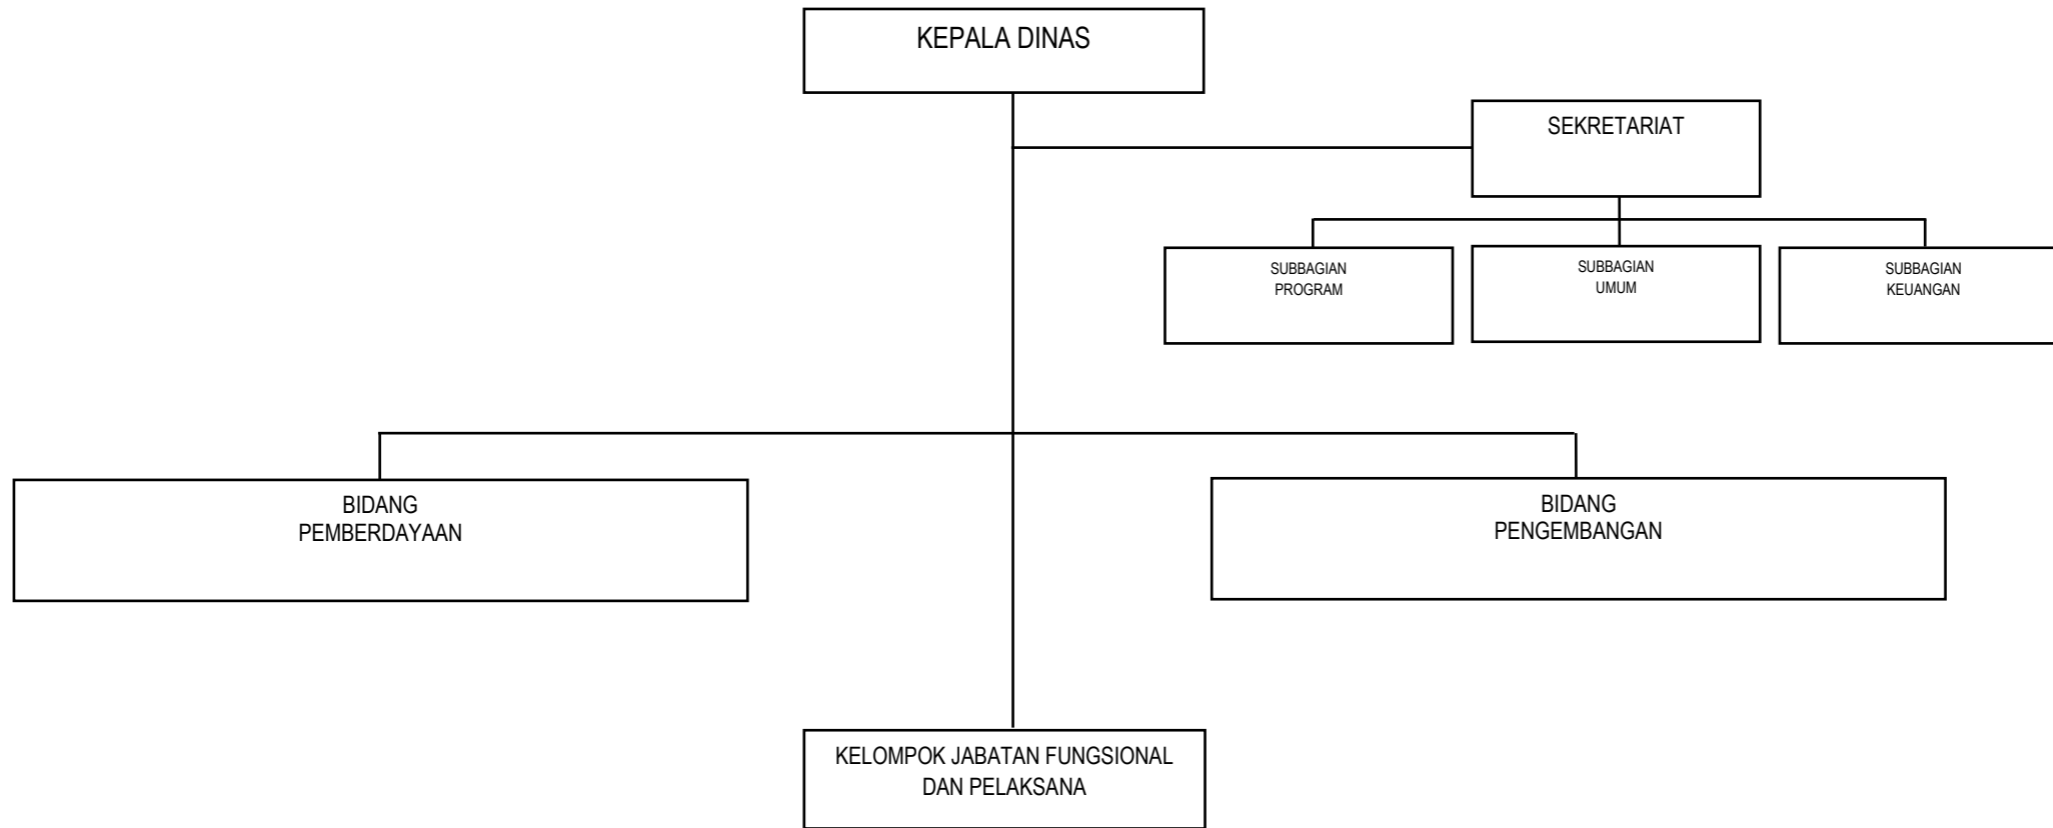 KEPALA DINAS
SEKRETARIAT
SUBBAGIAN
PROGRAM
SUBBAGIAN
UMUM
SUBBAGIAN
KEUANGAN
BIDANG
PEMBERDAYAAN
BIDANG
PENGEMBANGAN
KELOMPOK JABATAN FUNGSIONAL
DAN PELAKSANA